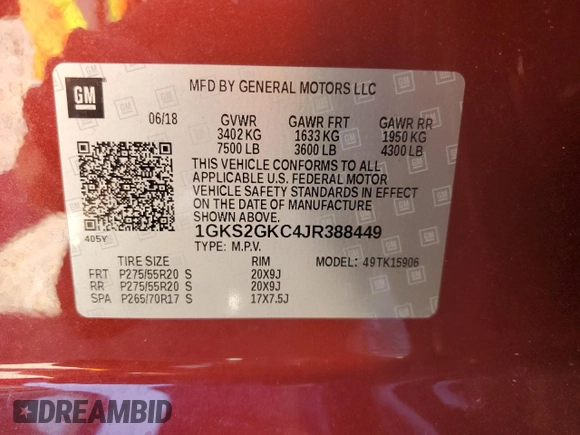 GM
MFD BY GENERAL MOTORS LLC
06/18 GVWR GAWR FRT GAWR RR
3402 KG 1633 KG 1950 KG
7500 LB 3600 LB 4300 LB
THIS VEHICLE CONFORMS TO ALL
APPLICABLE U.S. FEDERAL MOTOR
VEHICLE SAFETY STANDARDS IN EFFECT
ON THE DATE OF MANUFACTURE
SHOWN ABOVE.
405Y
1GKS2GKC4JR388449
TYPE: M.P.V.
MODEL: 49TK15906
TIRE SIZE RIM
FRT P275/55R20 S 20X9J
RR P275/55R20 S 20X9J
SPA P265/70R17 S 17X7.5J
DREAMBID